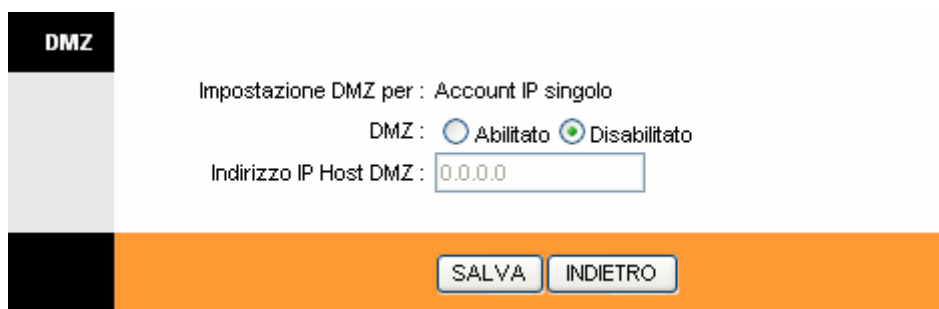 DMZ
Impostazione DMZ per : Account IP singolo
DMZ : Abilitato Disabilitato
Indirizzo IP Host DMZ : 0.0.0.0
SALVA INDIETRO